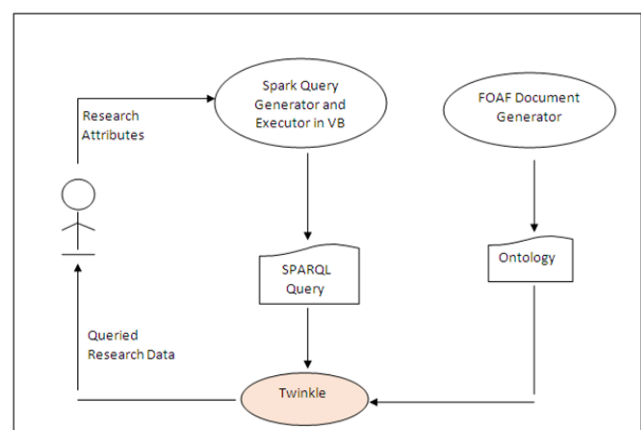 Spark Query
Generator and
Executor in VB
FOAF Document
Generator
Research
Attributes
SPARQL
Query
Ontology
Queried
Research Data
Twinkle